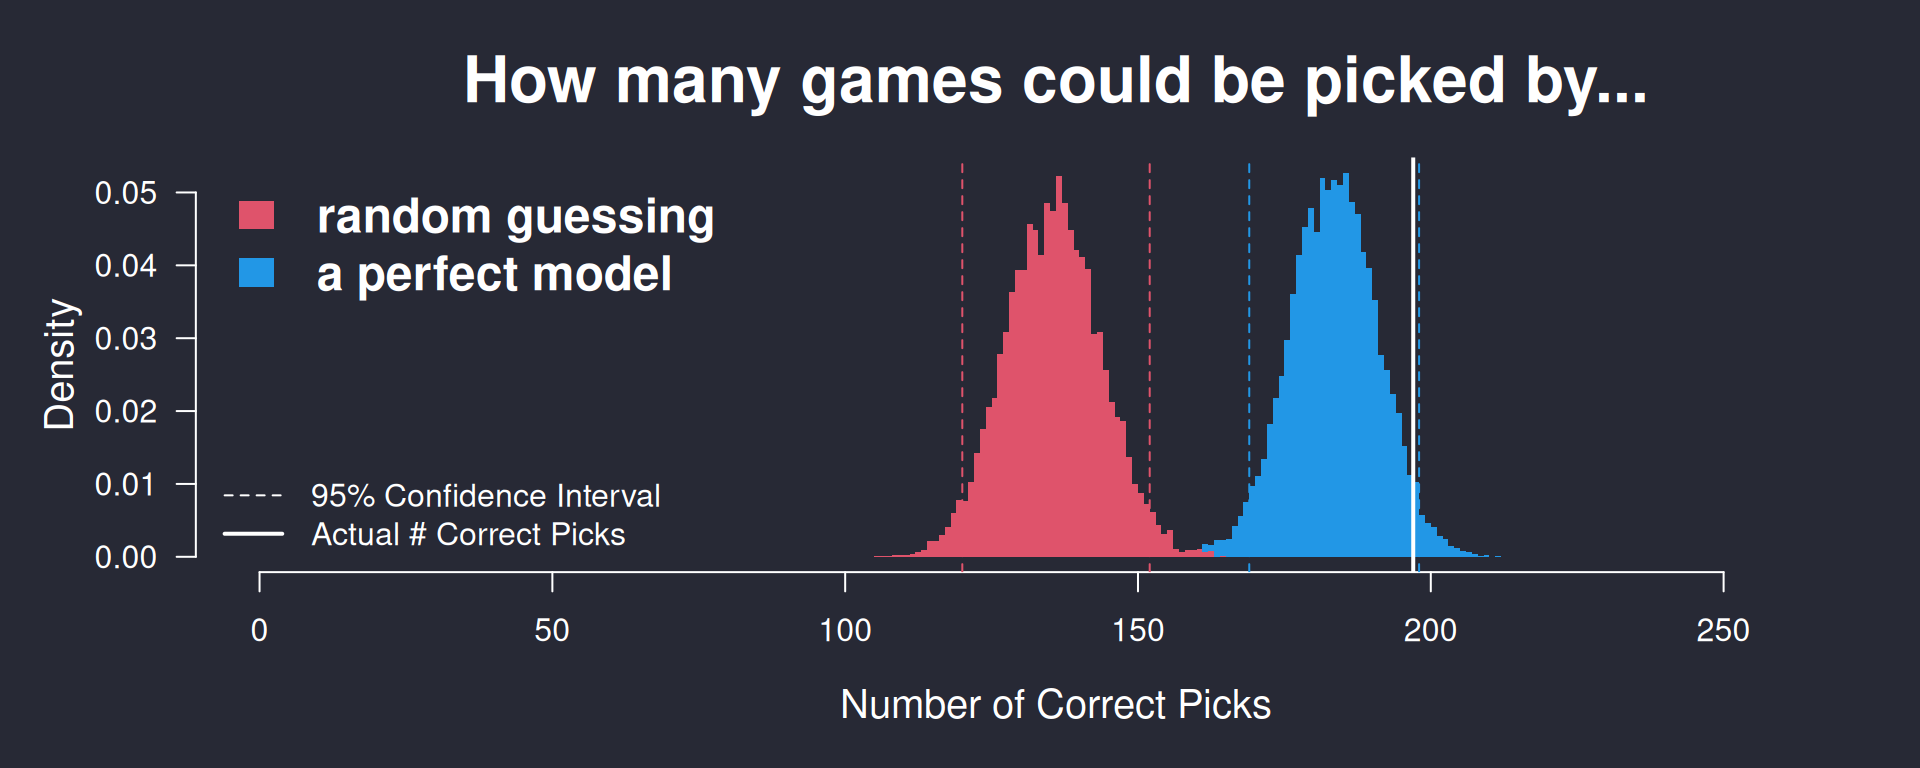 How many games could be picked by...
random guessing
a perfect model
95% Confidence Interval
Actual # Correct Picks
Density
0.05
0.04
0.03
0.02
0.01
0.00
0 50 100 150 200 250
Number of Correct Picks